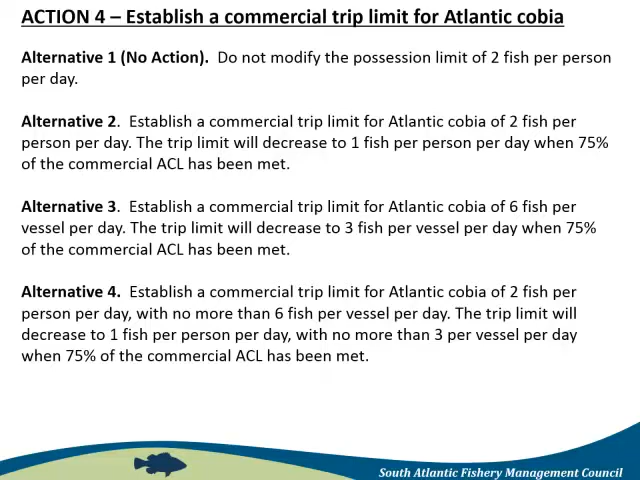 ACTION 4 – Establish a commercial trip limit for Atlantic cobia
Alternative 1 (No Action).  Do not modify the possession limit of 2 fish per person
per day.
Alternative 2.  Establish a commercial trip limit for Atlantic cobia of 2 fish per
person per day. The trip limit will decrease to 1 fish per person per day when 75%
of the commercial ACL has been met.
Alternative 3.  Establish a commercial trip limit for Atlantic cobia of 6 fish per
vessel per day. The trip limit will decrease to 3 fish per vessel per day when 75%
of the commercial ACL has been met.
Alternative 4.  Establish a commercial trip limit for Atlantic cobia of 2 fish per
person per day, with no more than 6 fish per vessel per day. The trip limit will
decrease to 1 fish per person per day, with no more than 3 per vessel per day
when 75% of the commercial ACL has been met.
South Atlantic Fishery Management Council